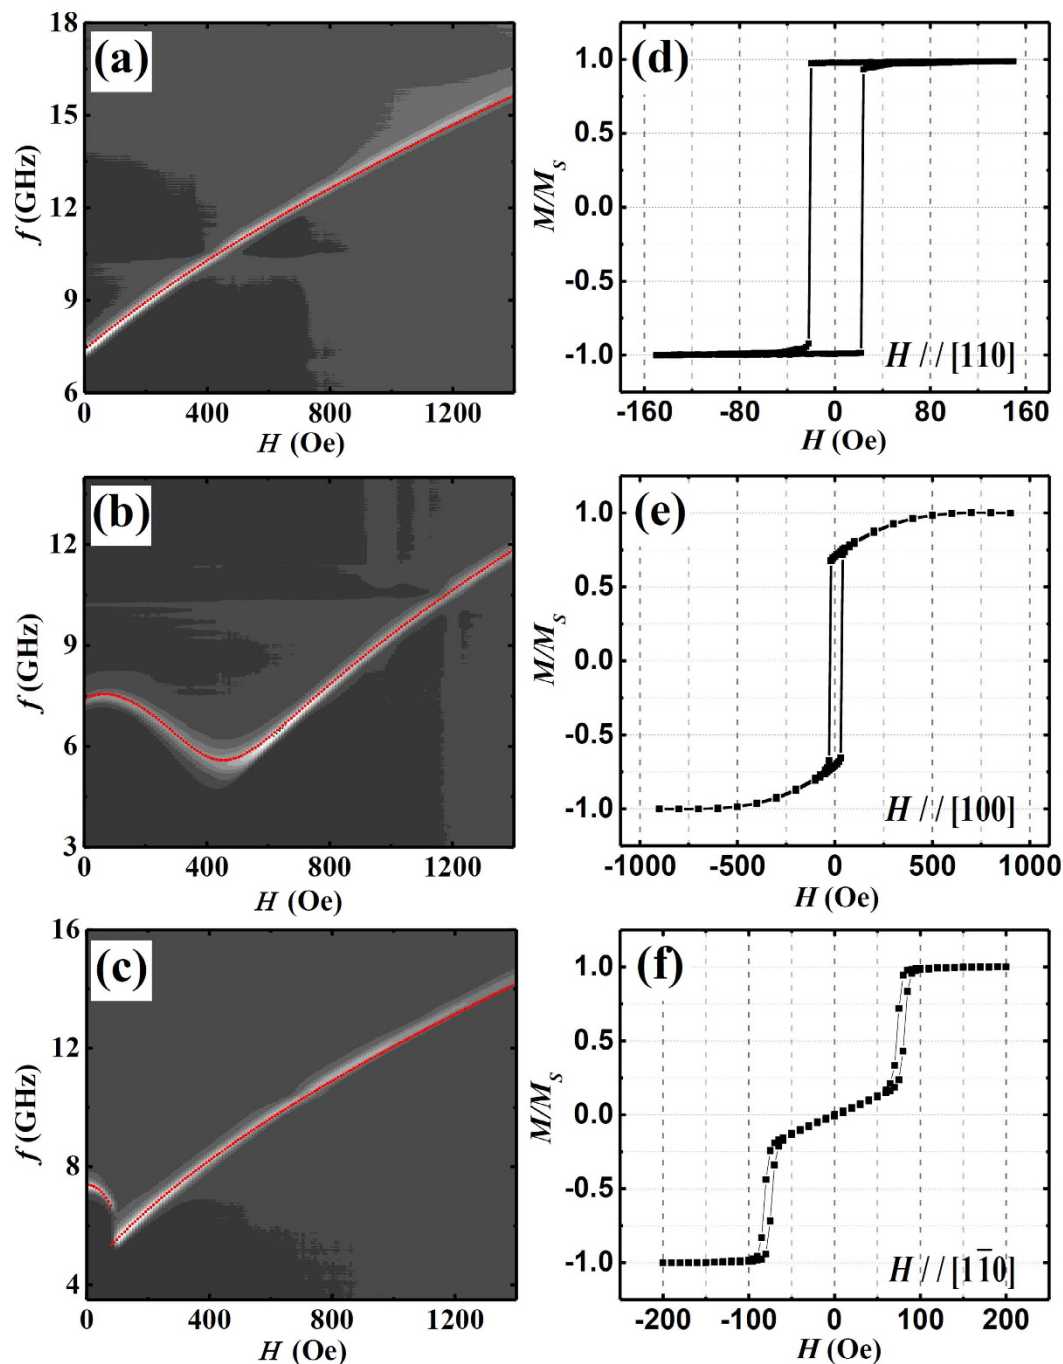 (a)
18
15
12
9
6
f (GHz)
0 400 800 1200
H (Oe)
(d)
1.0
0.5
0.0
-0.5
-1.0
M/M_S
H // [110]
-160 -80 0 80 160
H (Oe)
(b)
12
9
6
3
f (GHz)
0 400 800 1200
H (Oe)
(e)
1.0
0.5
0.0
-0.5
-1.0
M/M_S
H // [100]
-1000 -500 0 500 1000
H (Oe)
(c)
16
12
8
4
f (GHz)
0 400 800 1200
H (Oe)
(f)
1.0
0.5
0.0
-0.5
-1.0
M/M_S
H // [11̄0]
-200 -100 0 100 200
H (Oe)